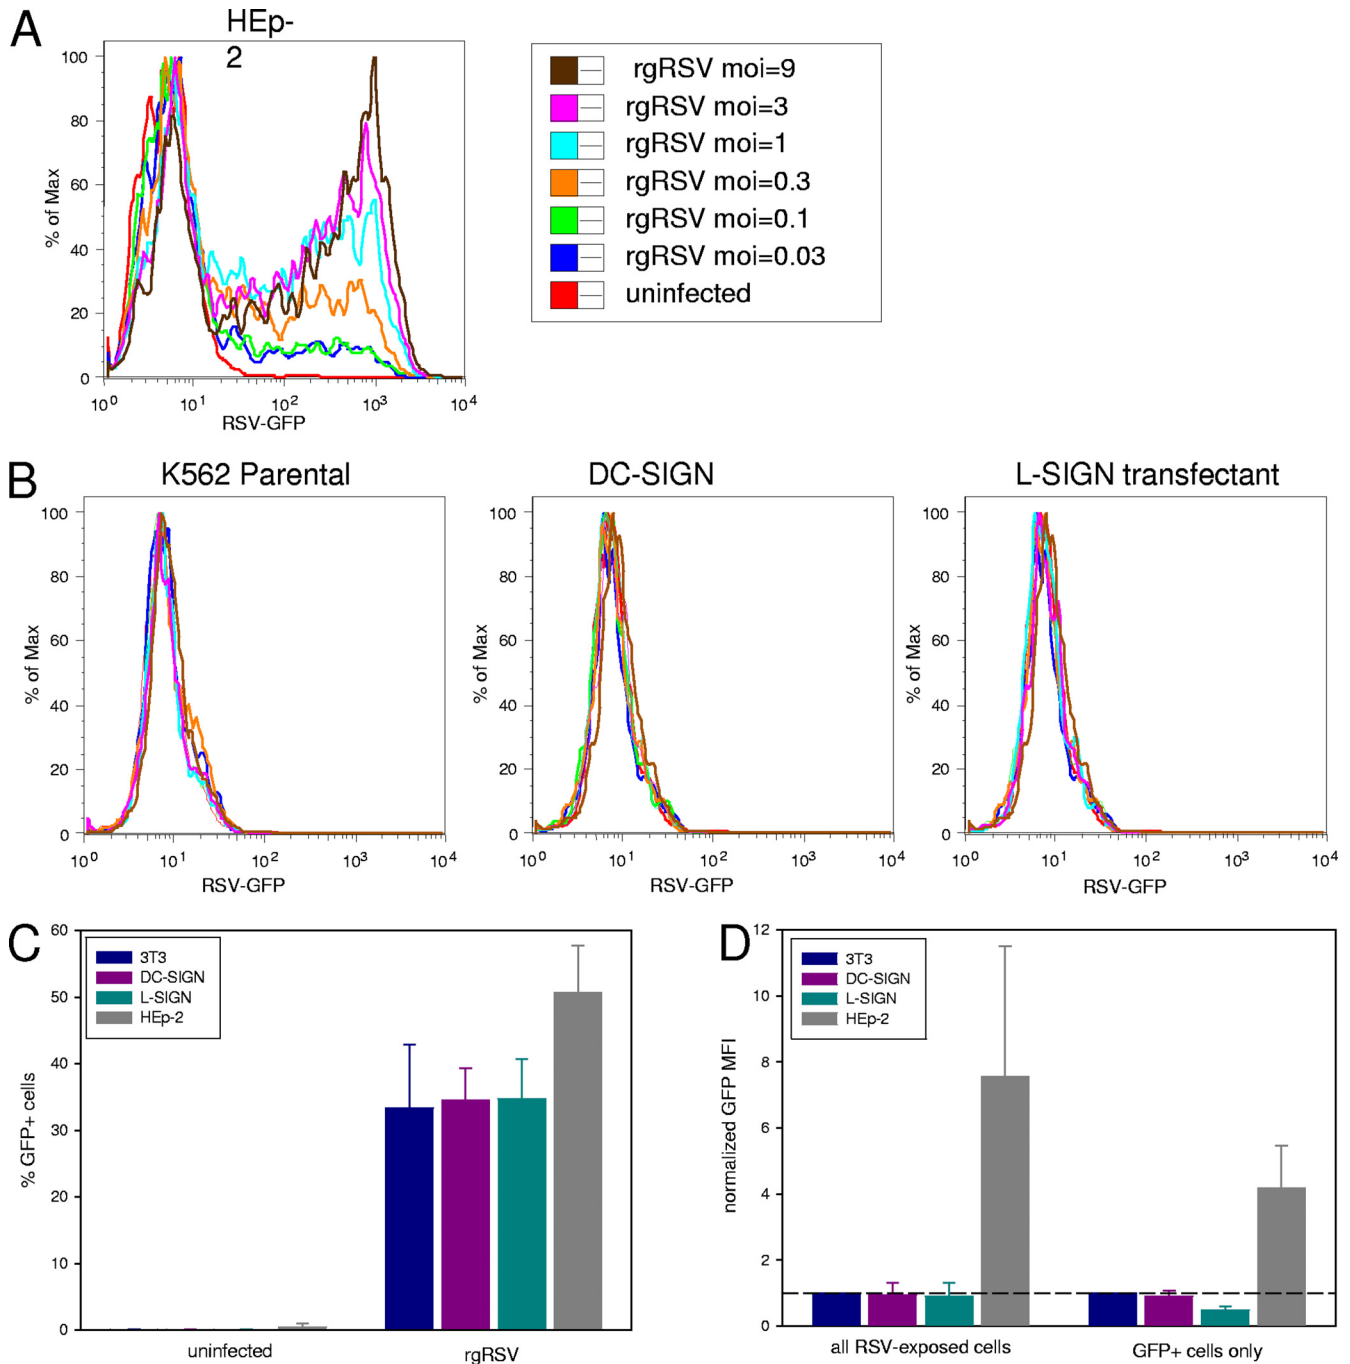 A
HEp-
2
100
80
60
40
20
0
% of Max
10^0 10^1 10^2 10^3 10^4
RSV-GFP
rgRSV moi=9
rgRSV moi=3
rgRSV moi=1
rgRSV moi=0.3
rgRSV moi=0.1
rgRSV moi=0.03
uninfected
B
K562 Parental
100
80
60
40
20
0
% of Max
10^0 10^1 10^2 10^3 10^4
RSV-GFP
DC-SIGN
100
80
60
40
20
0
% of Max
10^0 10^1 10^2 10^3 10^4
RSV-GFP
L-SIGN transfectant
100
80
60
40
20
0
% of Max
10^0 10^1 10^2 10^3 10^4
RSV-GFP
C
60
50
40
30
20
10
0
% GFP+ cells
3T3
DC-SIGN
L-SIGN
HEp-2
uninfected rgRSV
D
12
10
8
6
4
2
0
normalized GFP MFI
3T3
DC-SIGN
L-SIGN
HEp-2
all RSV-exposed cells GFP+ cells only